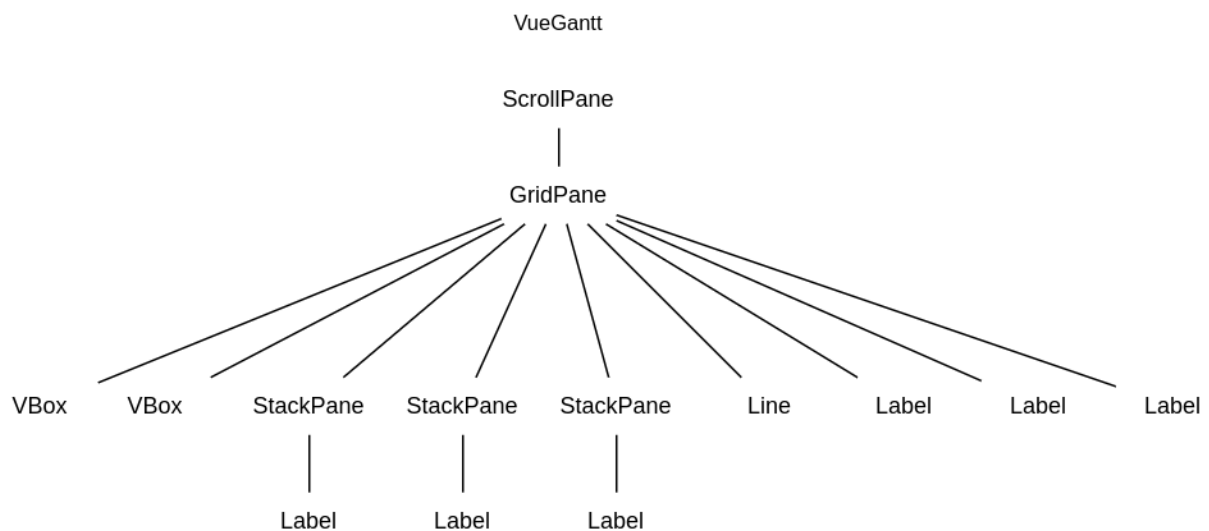 VueGantt
ScrollPane
GridPane
VBox VBox StackPane StackPane StackPane Line Label Label Label
Label Label Label